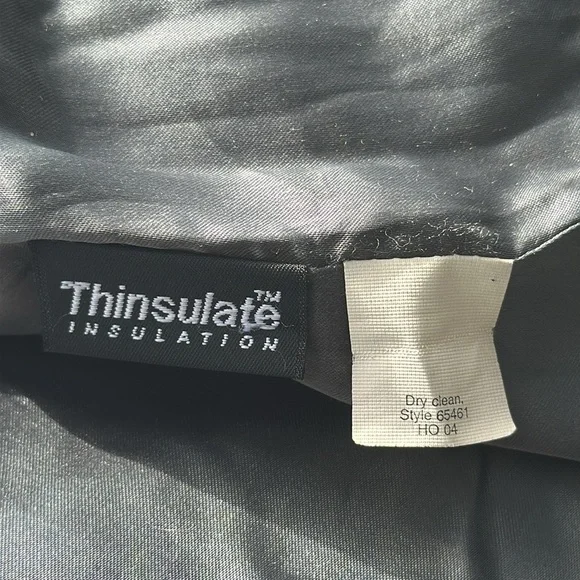 Thinsulate™
INSULATION
Dry clean.
Style 65461
HO 04